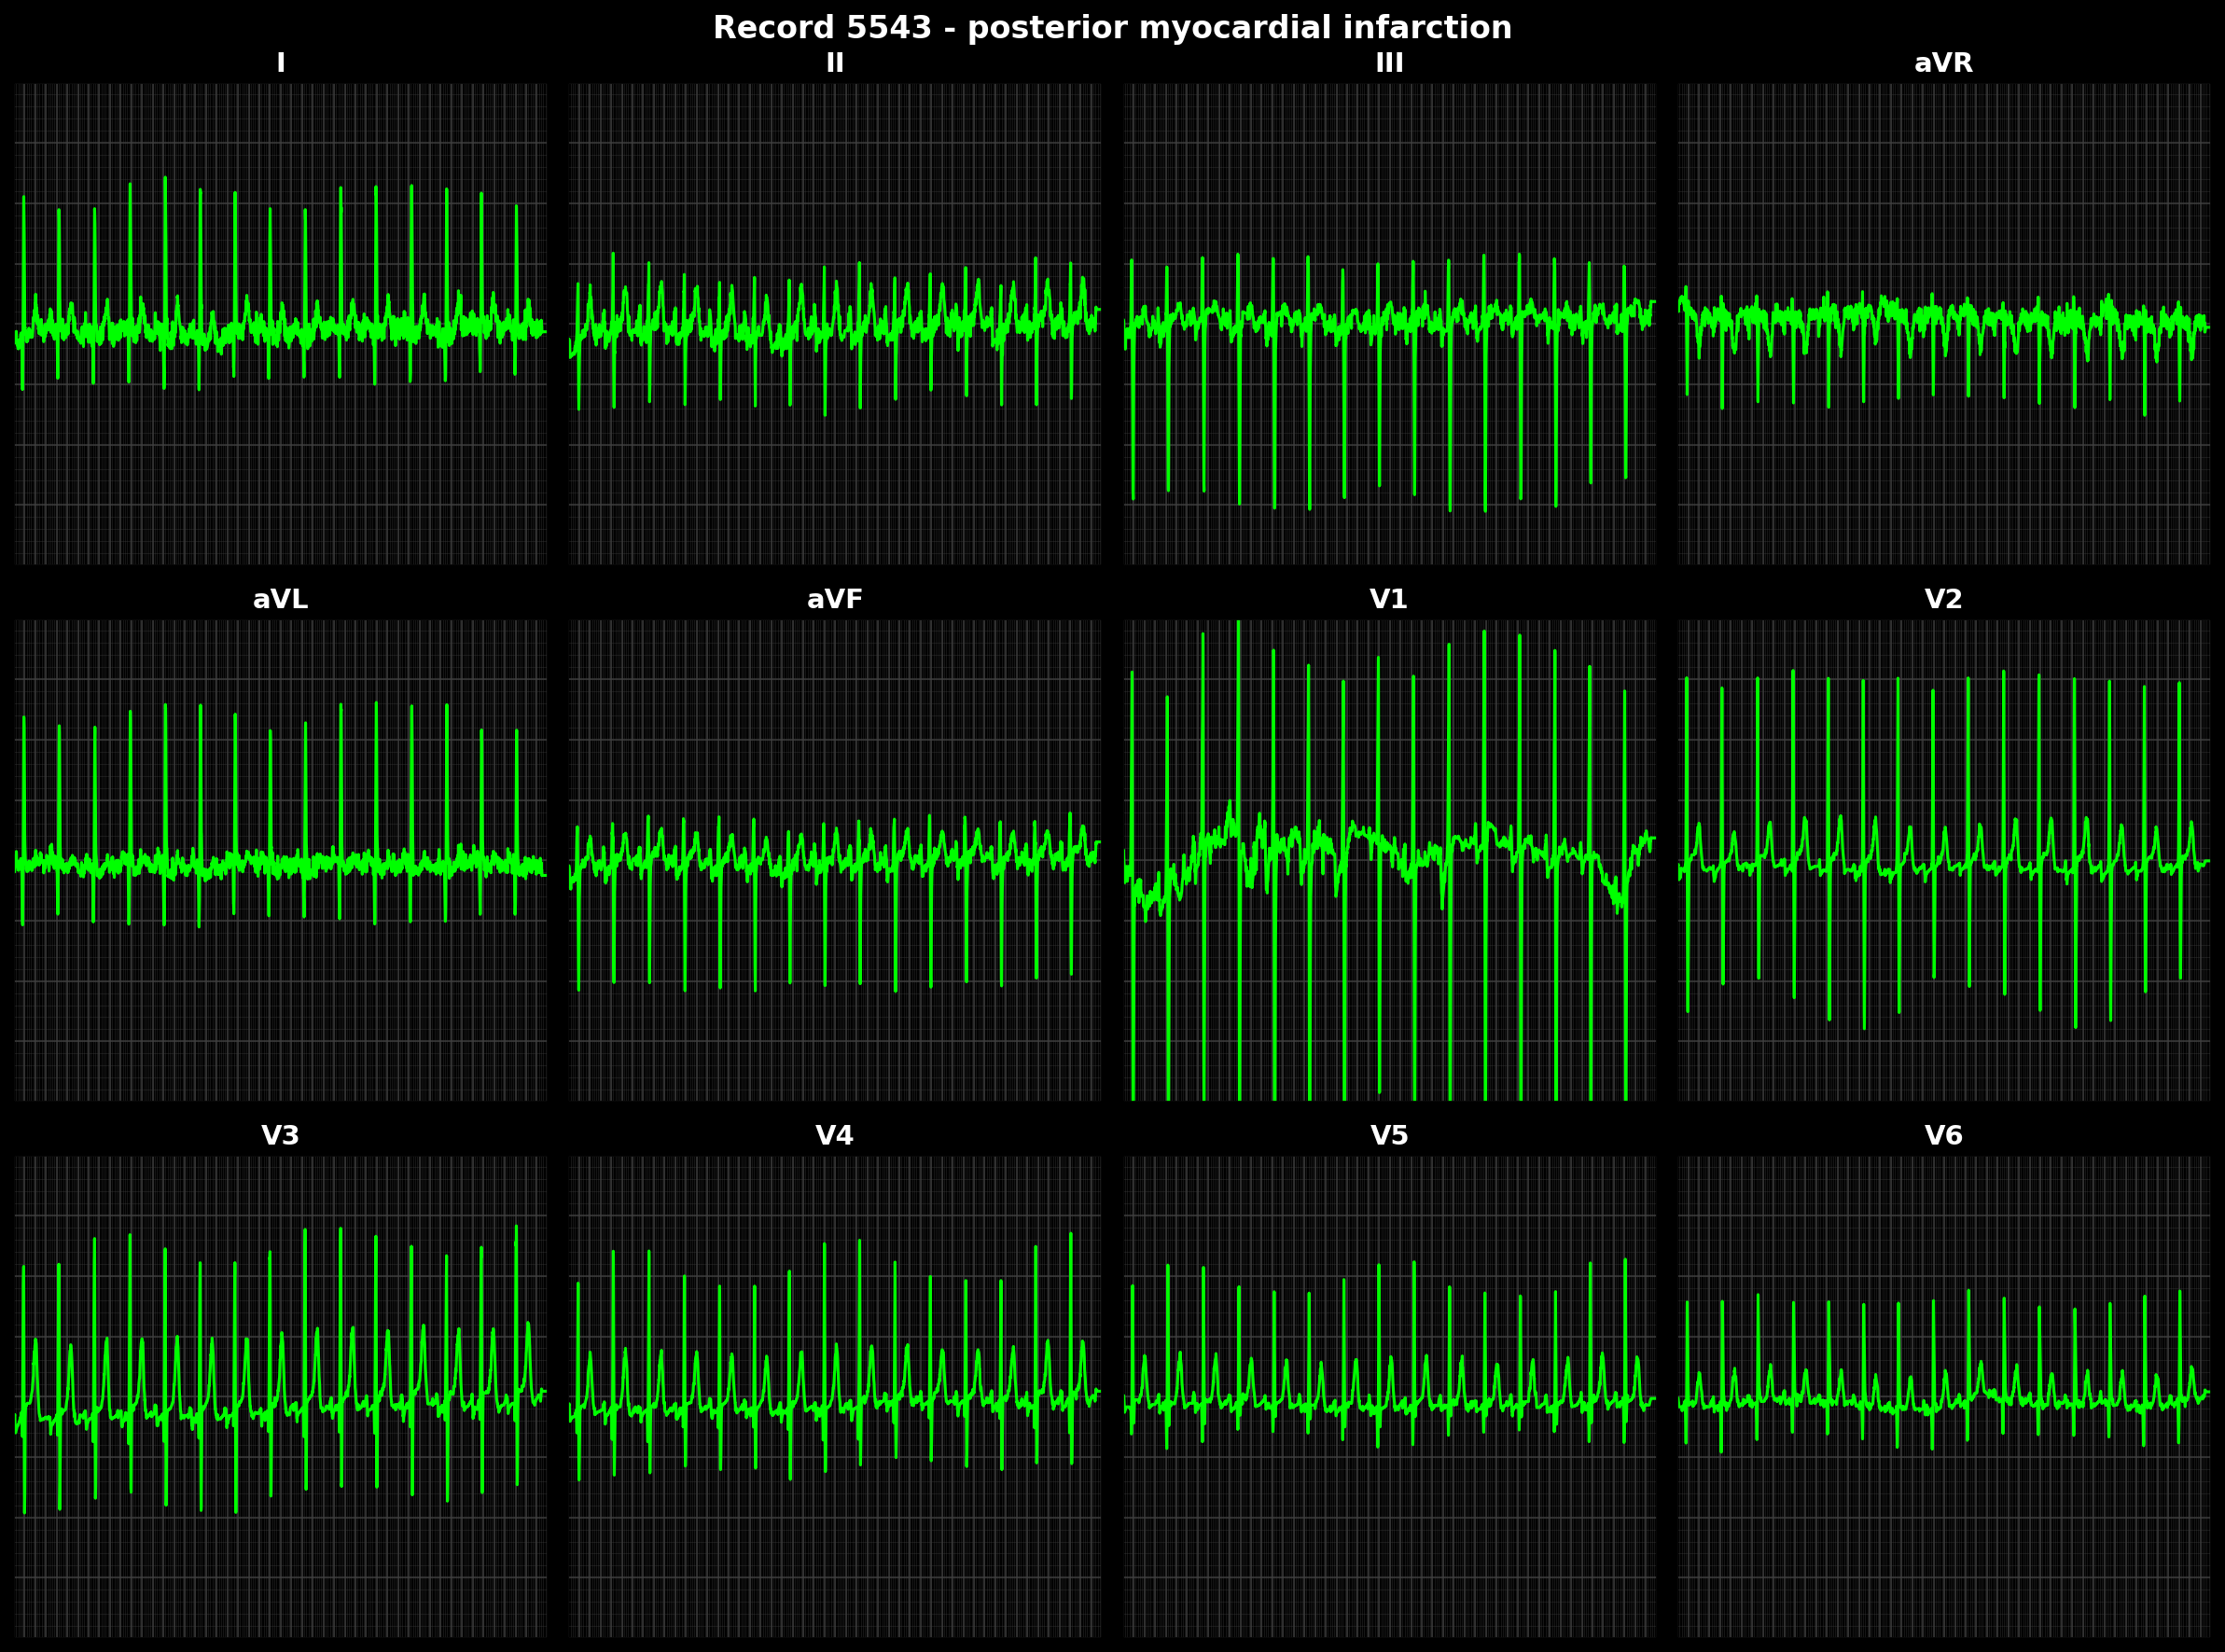 Record 5543 - posterior myocardial infarction
I
II
III
aVR
aVL
aVF
V1
V2
V3
V4
V5
V6